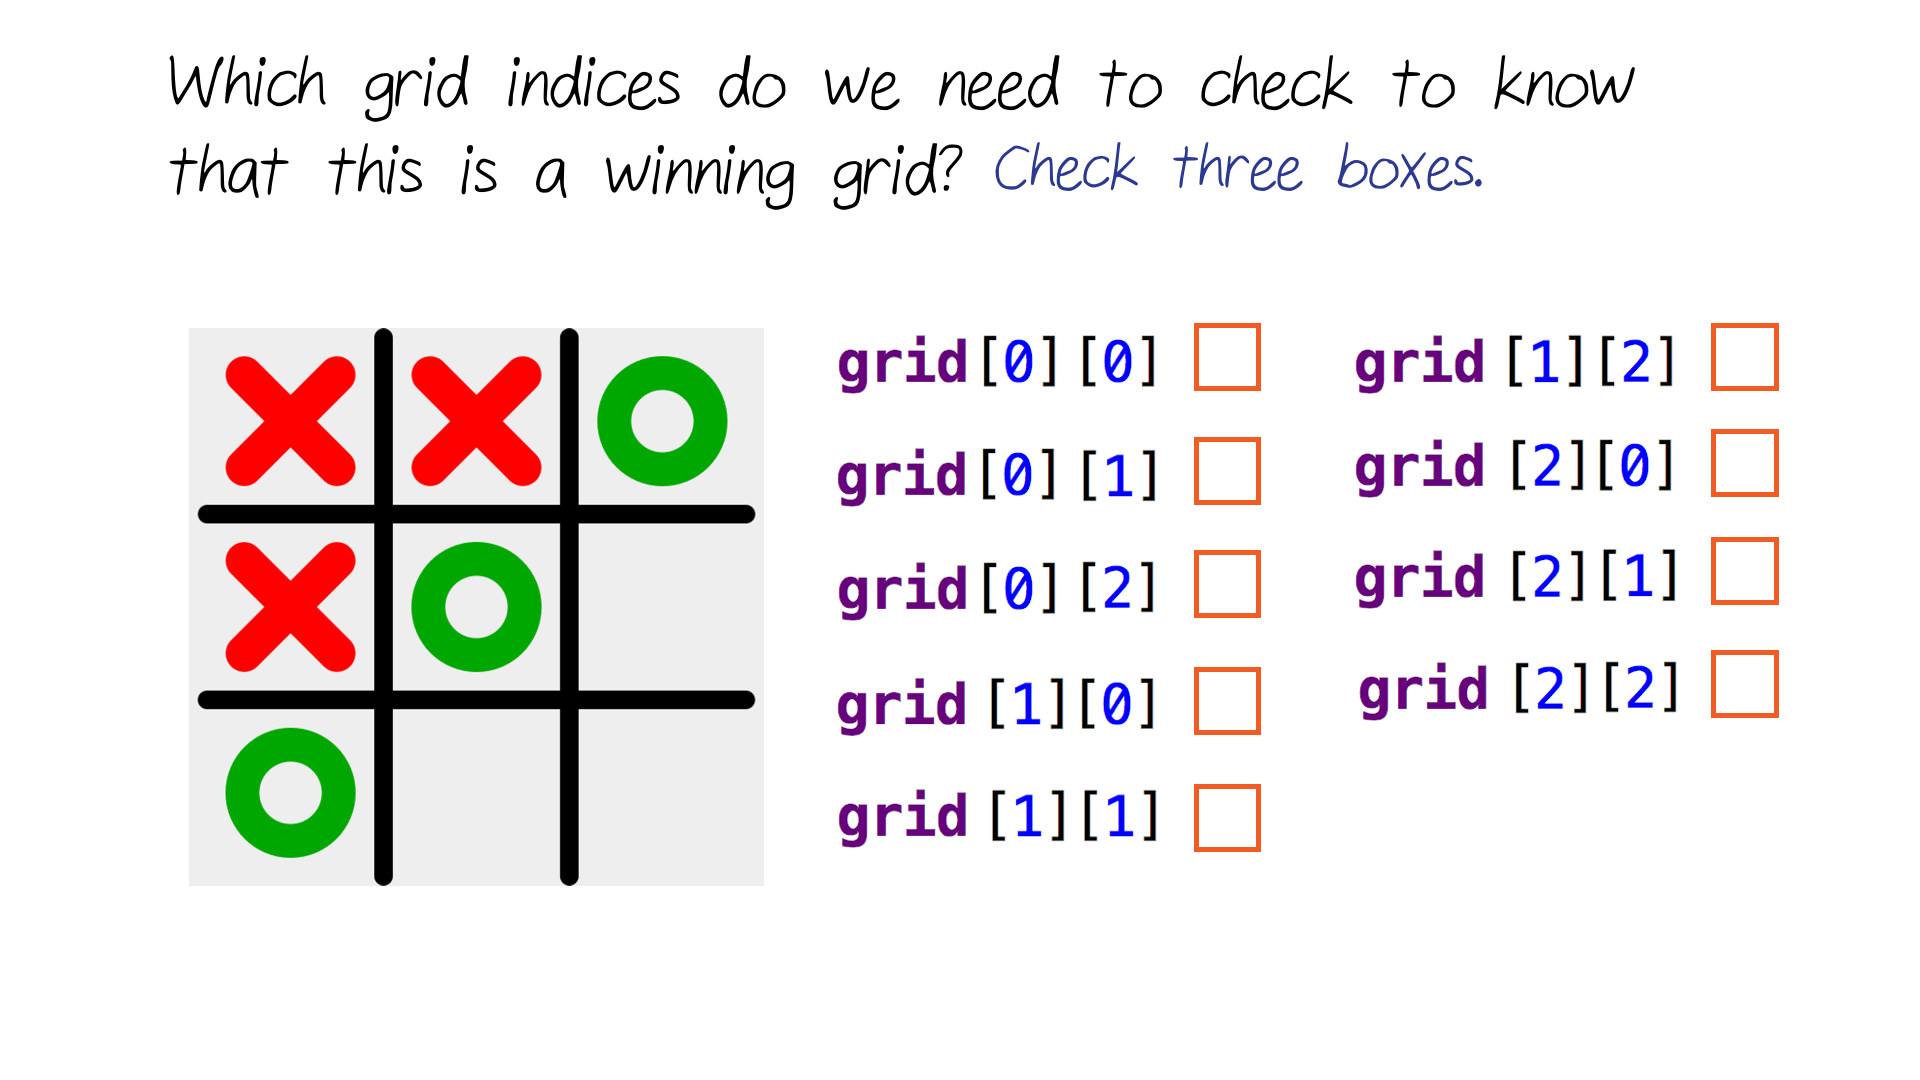 Which grid indices do we need to check to know
that this is a winning grid? Check three boxes.
grid[0][0]
grid[0][1]
grid[0][2]
grid [1][0]
grid [1][1]
grid [1][2]
grid [2][0]
grid [2][1]
grid [2][2]